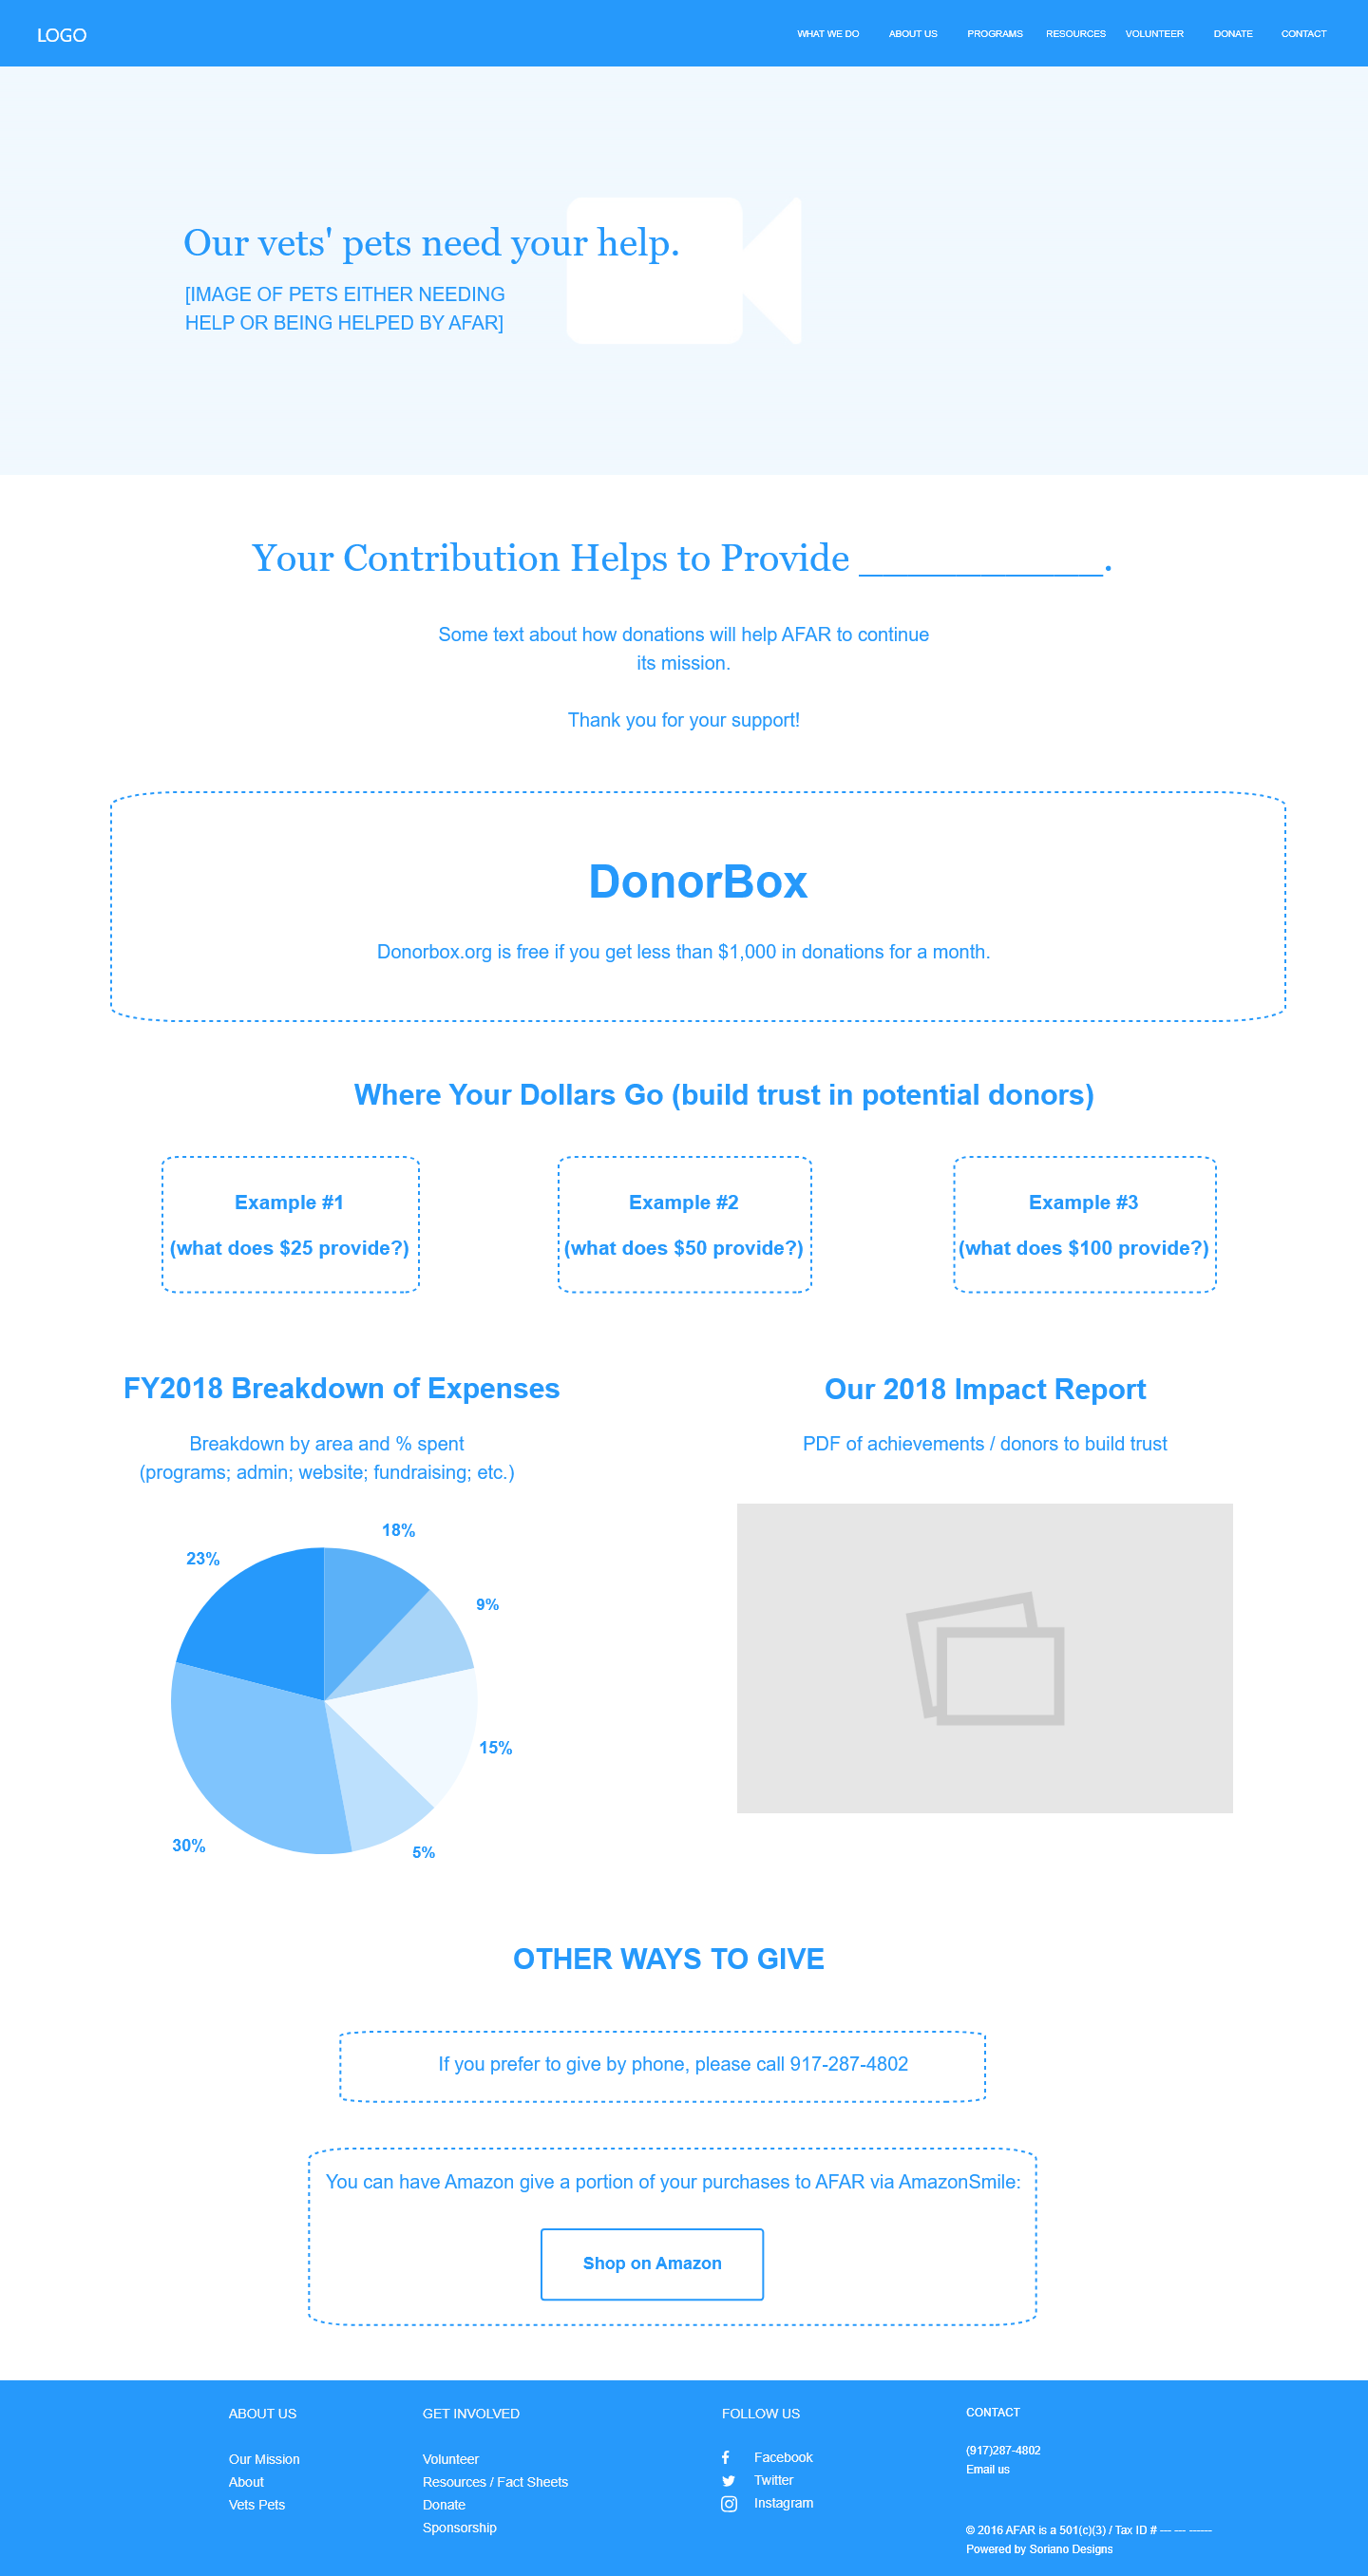 LOGO
WHAT WE DO
ABOUT US
PROGRAMS
RESOURCES
VOLUNTEER
DONATE
CONTACT
Our vets' pets need your help.
[IMAGE OF PETS EITHER NEEDING
HELP OR BEING HELPED BY AFAR]
Your Contribution Helps to Provide ____________.
Some text about how donations will help AFAR to continue
its mission.
Thank you for your support!
DonorBox
Donorbox.org is free if you get less than $1,000 in donations for a month.
Where Your Dollars Go (build trust in potential donors)
Example #1
(what does $25 provide?)
Example #2
(what does $50 provide?)
Example #3
(what does $100 provide?)
FY2018 Breakdown of Expenses
Breakdown by area and % spent
(programs; admin; website; fundraising; etc.)
18%
23%
9%
15%
30%
5%
Our 2018 Impact Report
PDF of achievements / donors to build trust
OTHER WAYS TO GIVE
If you prefer to give by phone, please call 917-287-4802
You can have Amazon give a portion of your purchases to AFAR via AmazonSmile:
Shop on Amazon
ABOUT US
Our Mission
About
Vets Pets
GET INVOLVED
Volunteer
Resources / Fact Sheets
Donate
Sponsorship
FOLLOW US
Facebook
Twitter
Instagram
CONTACT
(917)287-4802
Email us
© 2016 AFAR is a 501(c)(3) / Tax ID # --- --- ------
Powered by Soriano Designs